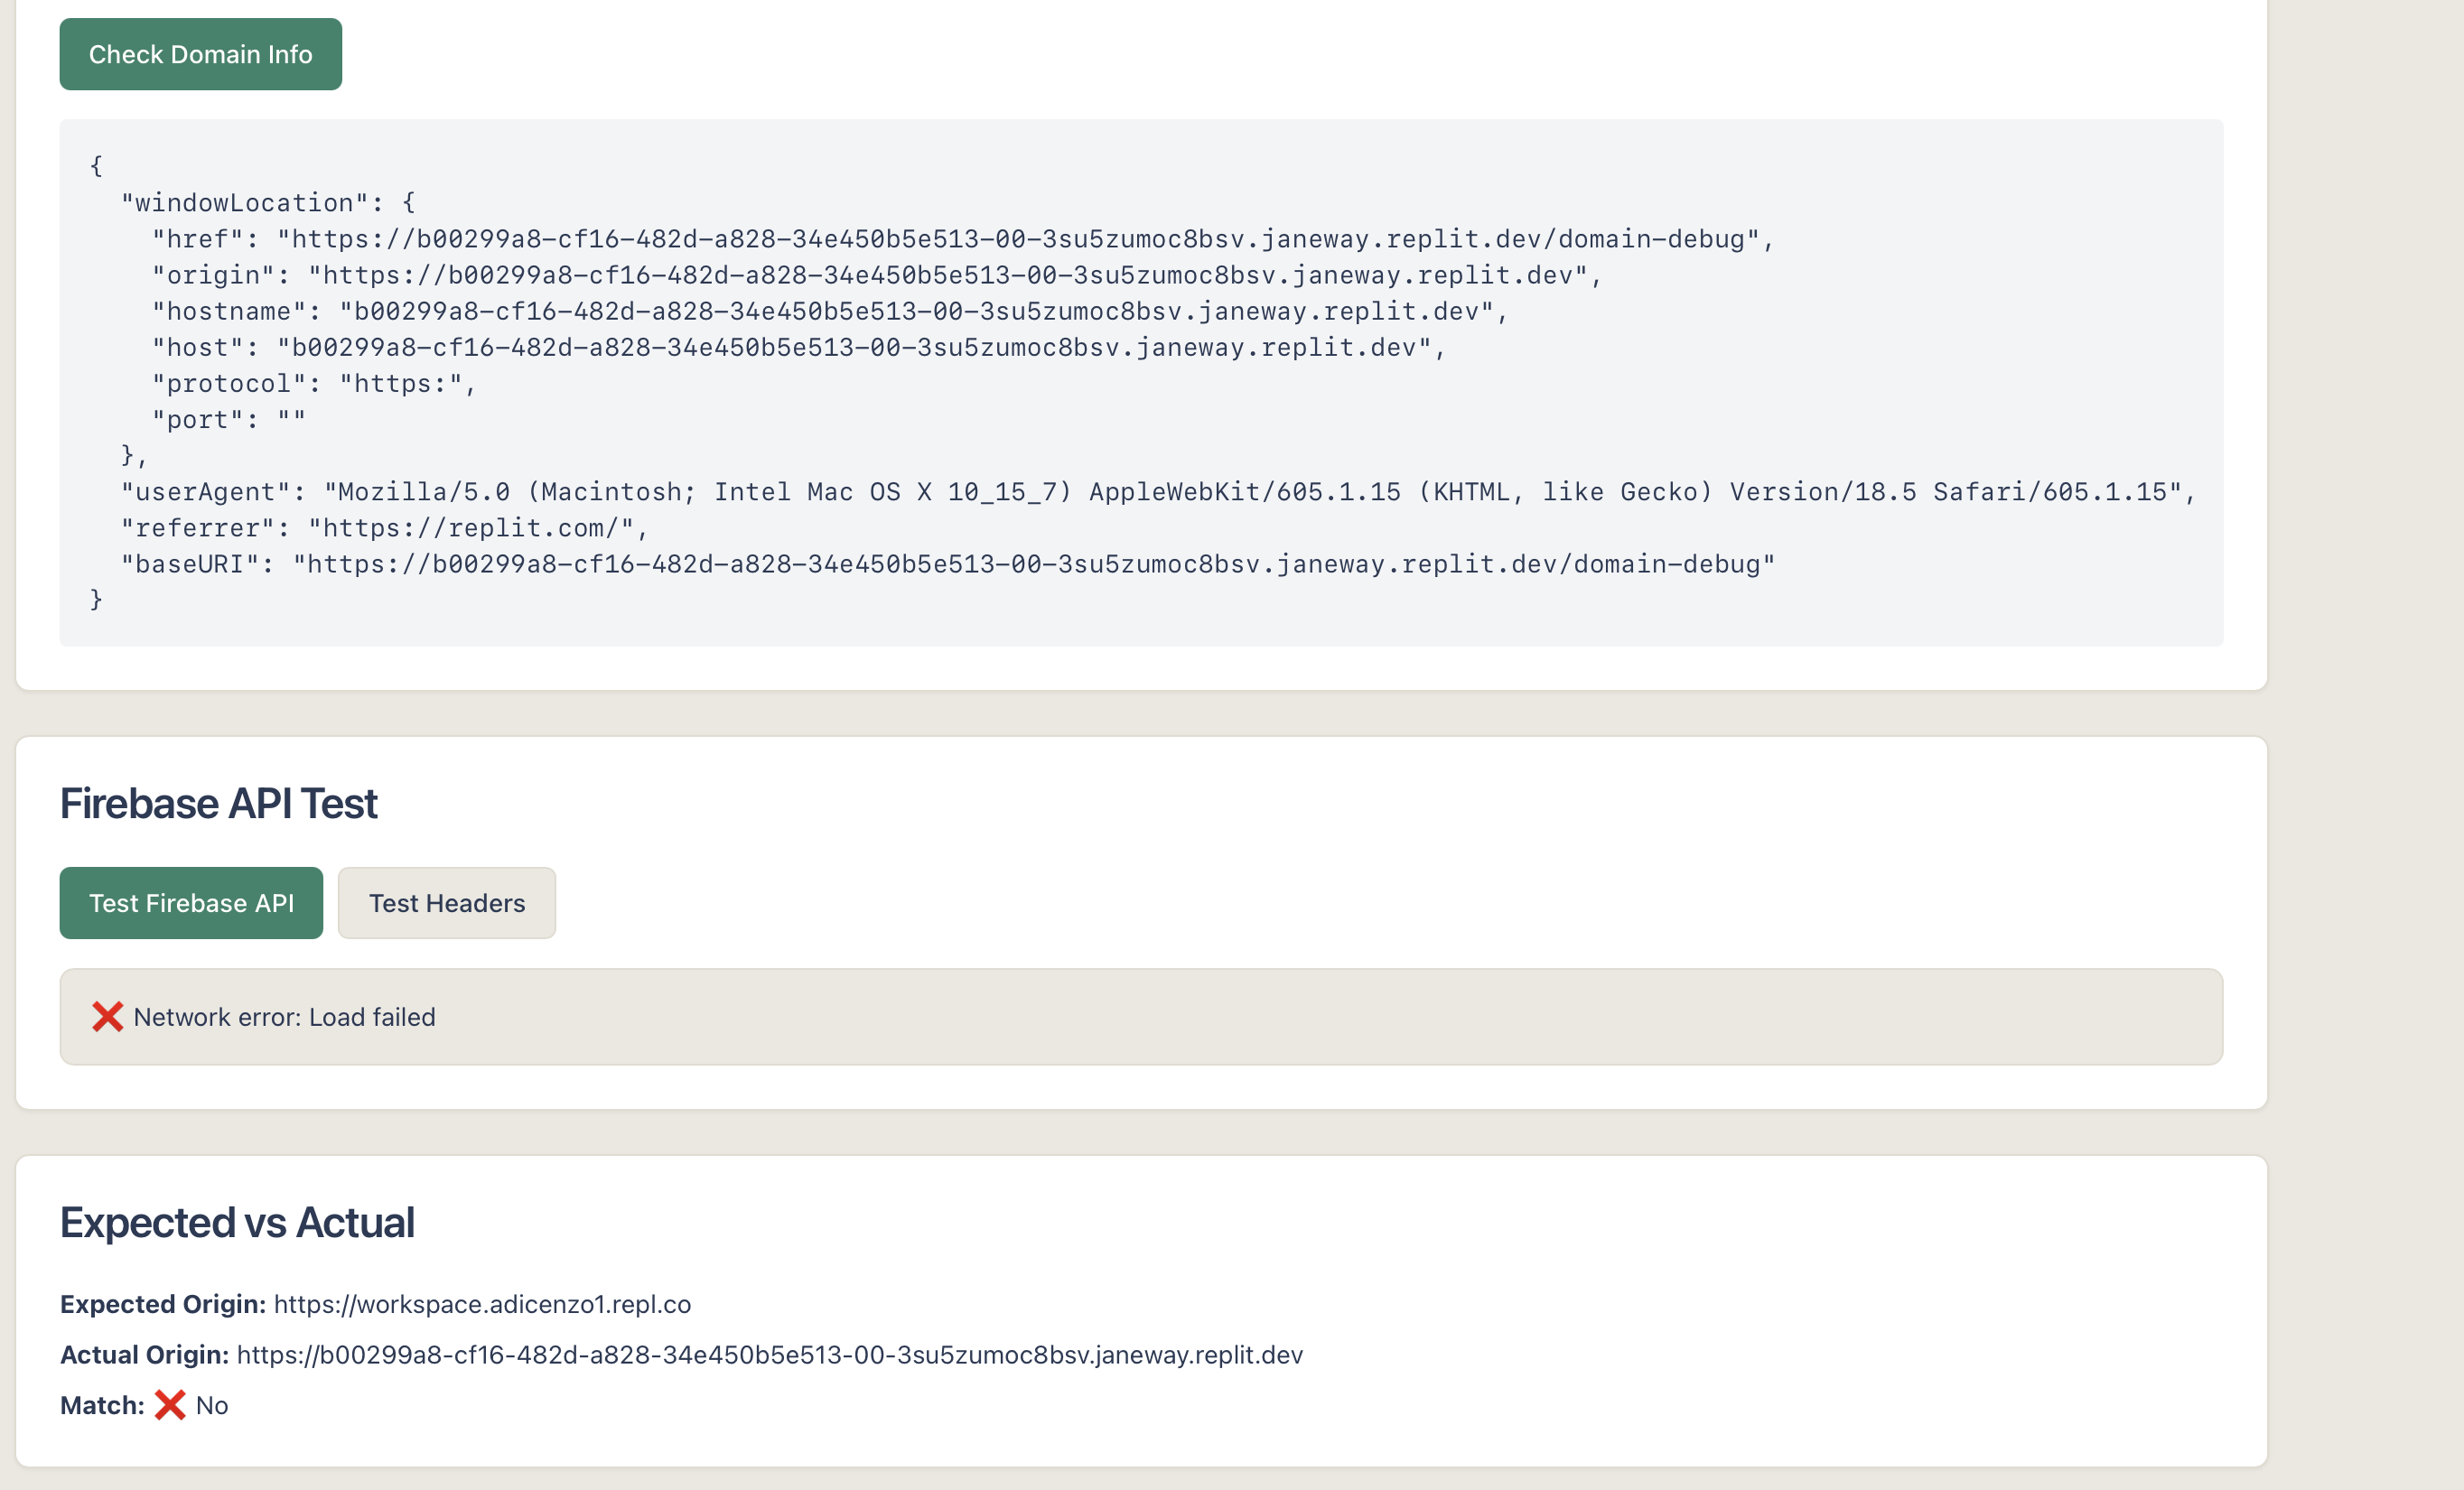 Check Domain Info
{
  "windowLocation": {
    "href": "https://b00299a8-cf16-482d-a828-34e450b5e513-00-3su5zumoc8bsv.janeway.replit.dev/domain-debug",
    "origin": "https://b00299a8-cf16-482d-a828-34e450b5e513-00-3su5zumoc8bsv.janeway.replit.dev",
    "hostname": "b00299a8-cf16-482d-a828-34e450b5e513-00-3su5zumoc8bsv.janeway.replit.dev",
    "host": "b00299a8-cf16-482d-a828-34e450b5e513-00-3su5zumoc8bsv.janeway.replit.dev",
    "protocol": "https:",
    "port": ""
  },
  "userAgent": "Mozilla/5.0 (Macintosh; Intel Mac OS X 10_15_7) AppleWebKit/605.1.15 (KHTML, like Gecko) Version/18.5 Safari/605.1.15",
  "referrer": "https://replit.com/",
  "baseURI": "https://b00299a8-cf16-482d-a828-34e450b5e513-00-3su5zumoc8bsv.janeway.replit.dev/domain-debug"
}
Firebase API Test
Test Firebase API Test Headers
❌ Network error: Load failed
Expected vs Actual
Expected Origin: https://workspace.adicenzo1.repl.co
Actual Origin: https://b00299a8-cf16-482d-a828-34e450b5e513-00-3su5zumoc8bsv.janeway.replit.dev
Match: ❌ No